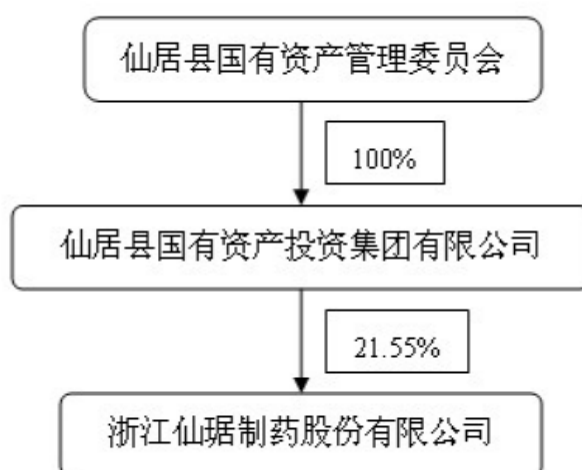 仙居县国有资产管理委员会
100%
仙居县国有资产投资集团有限公司
21.55%
浙江仙琚制药股份有限公司